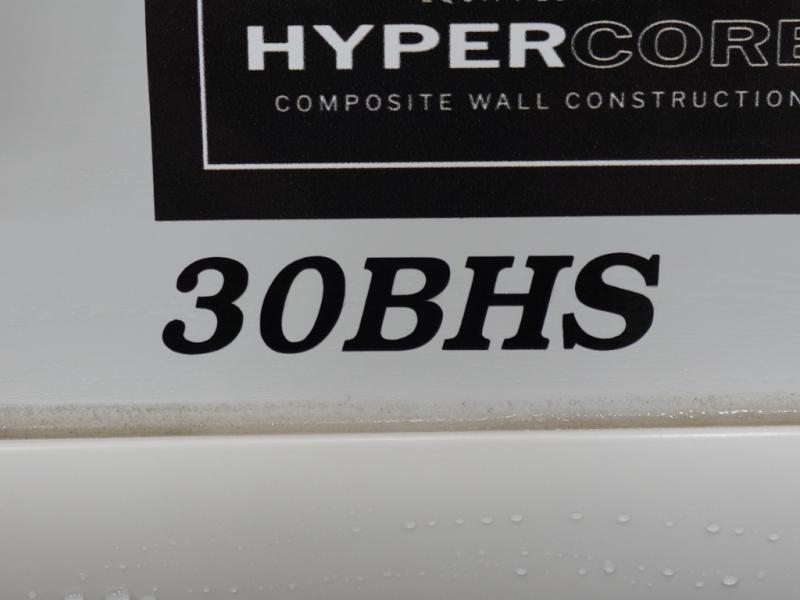 HYPERCORE
COMPOSITE WALL CONSTRUCTION
30BHS